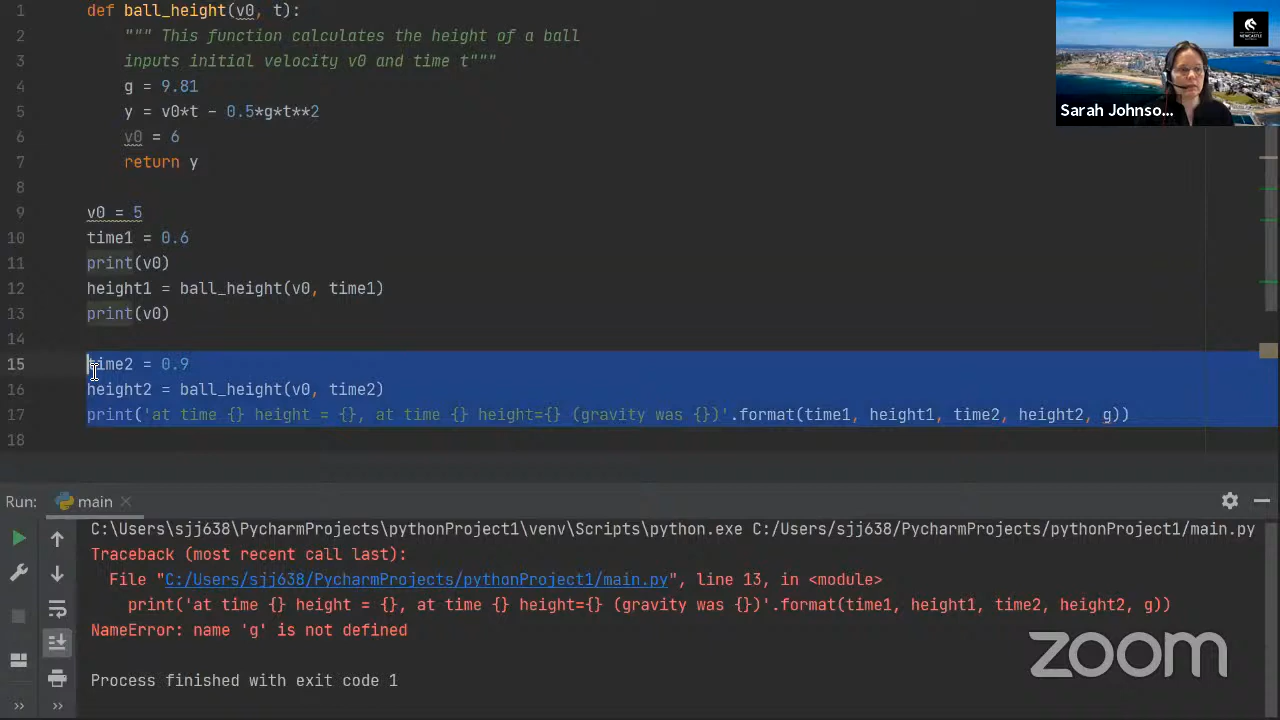 1 def ball_height(v0, t):
2 """ This function calculates the height of a ball
3 inputs initial velocity v0 and time t"""
4 g = 9.81
5 y = v0*t - 0.5*g*t**2
6 v0 = 6
7 return y
8
9 v0 = 5
10 time1 = 0.6
11 print(v0)
12 height1 = ball_height(v0, time1)
13 print(v0)
14
15 time2 = 0.9
16 height2 = ball_height(v0, time2)
17 print('at time {} height = {}, at time {} height={} (gravity was {})'.format(time1, height1, time2, height2, g))
18
Sarah Johnso...
Run: main
C:\Users\sjj638\PycharmProjects\pythonProject1\venv\Scripts\python.exe C:/Users/sjj638/PycharmProjects/pythonProject1/main.py
Traceback (most recent call last):
File "C:/Users/sjj638/PycharmProjects/pythonProject1/main.py", line 13, in <module>
print('at time {} height = {}, at time {} height={} (gravity was {})'.format(time1, height1, time2, height2, g))
NameError: name 'g' is not defined
Process finished with exit code 1
zoom